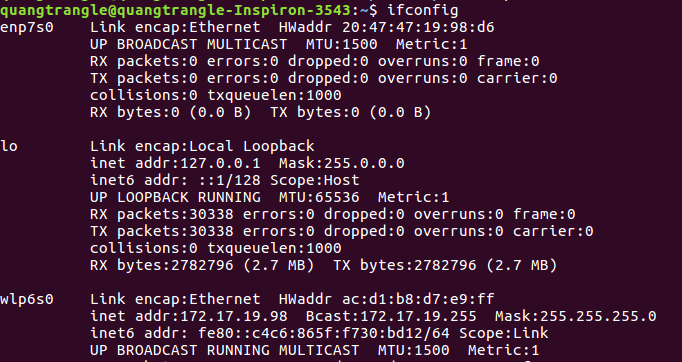 quangtrangle@quangtrangle-Inspiron-3543:~$ ifconfig
enp7s0    Link encap:Ethernet  HWaddr 20:47:47:19:98:d6
          UP BROADCAST MULTICAST  MTU:1500  Metric:1
          RX packets:0 errors:0 dropped:0 overruns:0 frame:0
          TX packets:0 errors:0 dropped:0 overruns:0 carrier:0
          collisions:0 txqueuelen:1000
          RX bytes:0 (0.0 B)  TX bytes:0 (0.0 B)
lo        Link encap:Local Loopback
          inet addr:127.0.0.1  Mask:255.0.0.0
          inet6 addr: ::1/128 Scope:Host
          UP LOOPBACK RUNNING  MTU:65536  Metric:1
          RX packets:30338 errors:0 dropped:0 overruns:0 frame:0
          TX packets:30338 errors:0 dropped:0 overruns:0 carrier:0
          collisions:0 txqueuelen:1000
          RX bytes:2782796 (2.7 MB)  TX bytes:2782796 (2.7 MB)
wlp6s0    Link encap:Ethernet  HWaddr ac:d1:b8:d7:e9:ff
          inet addr:172.17.19.98  Bcast:172.17.19.255  Mask:255.255.255.0
          inet6 addr: fe80::c4c6:865f:f730:bd12/64 Scope:Link
          UP BROADCAST RUNNING MULTICAST  MTU:1500  Metric:1